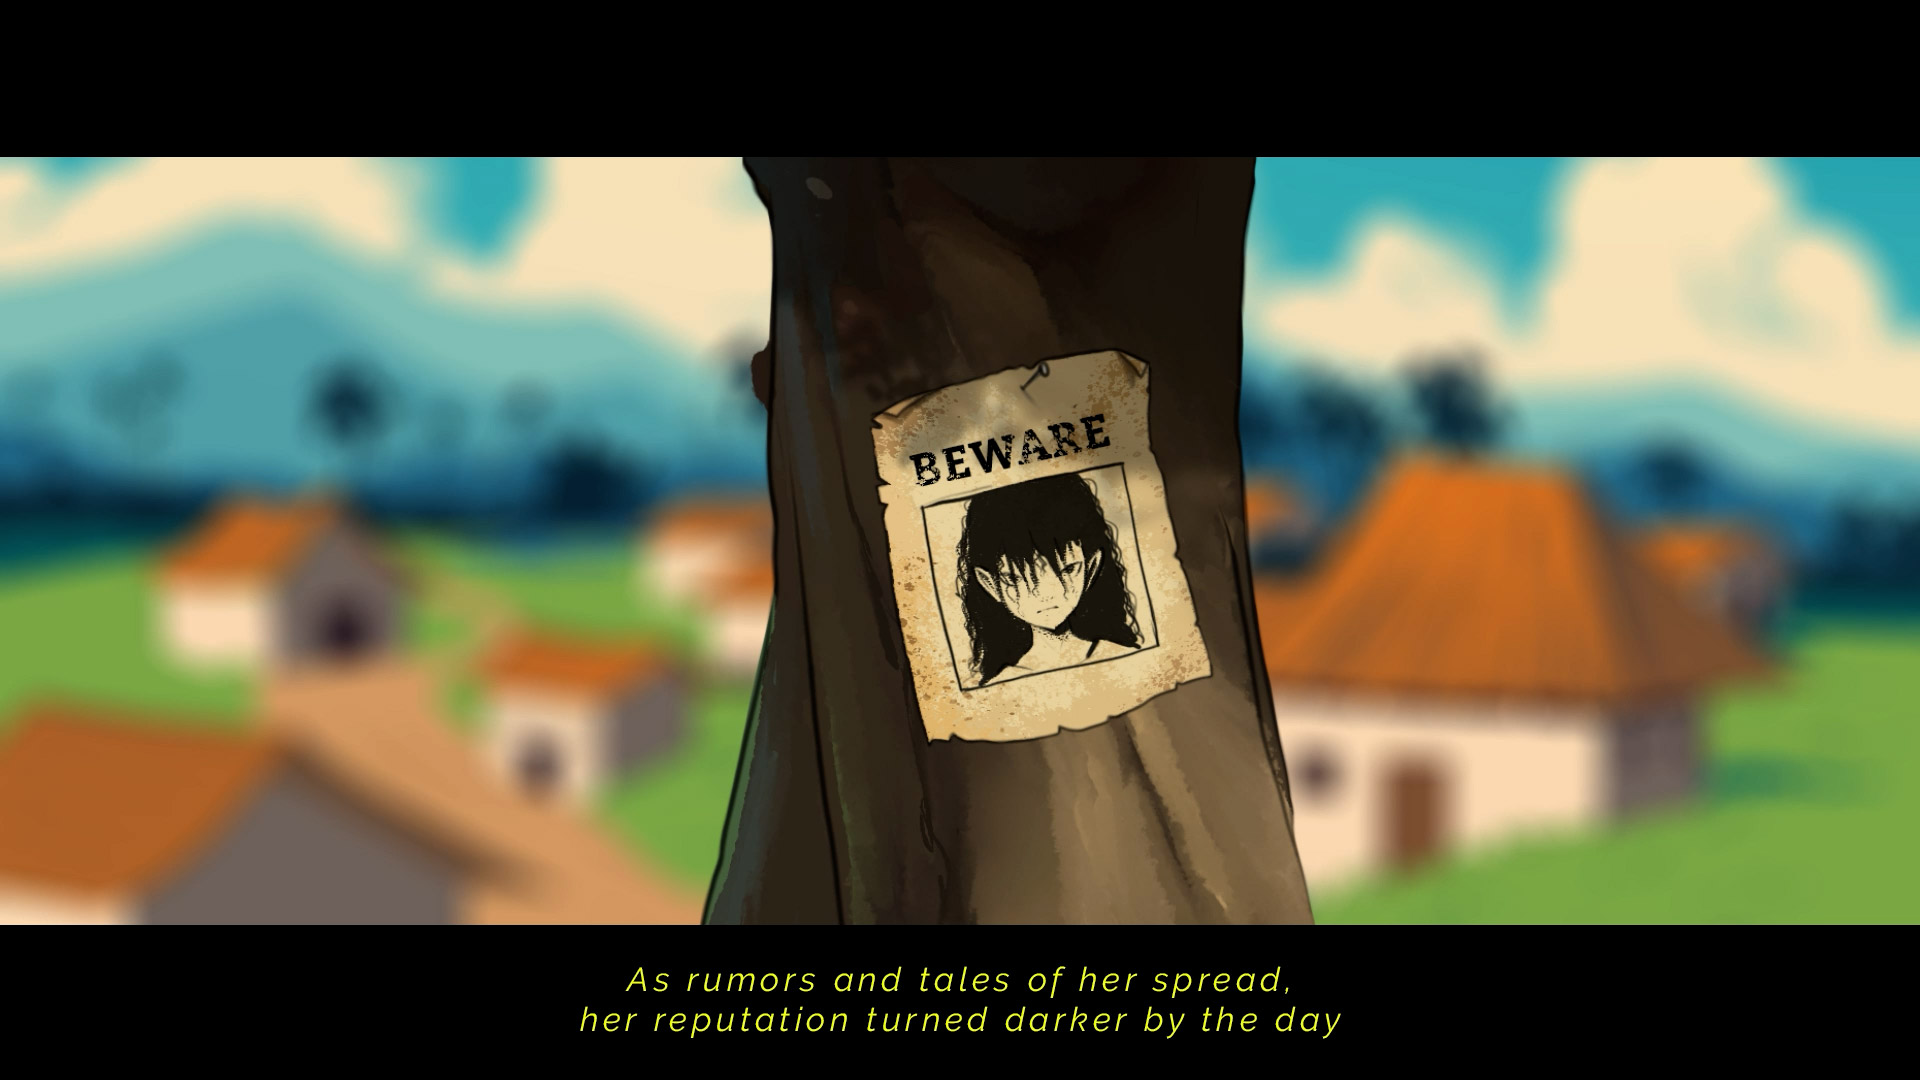 BEWARE
As rumors and tales of her spread,
her reputation turned darker by the day